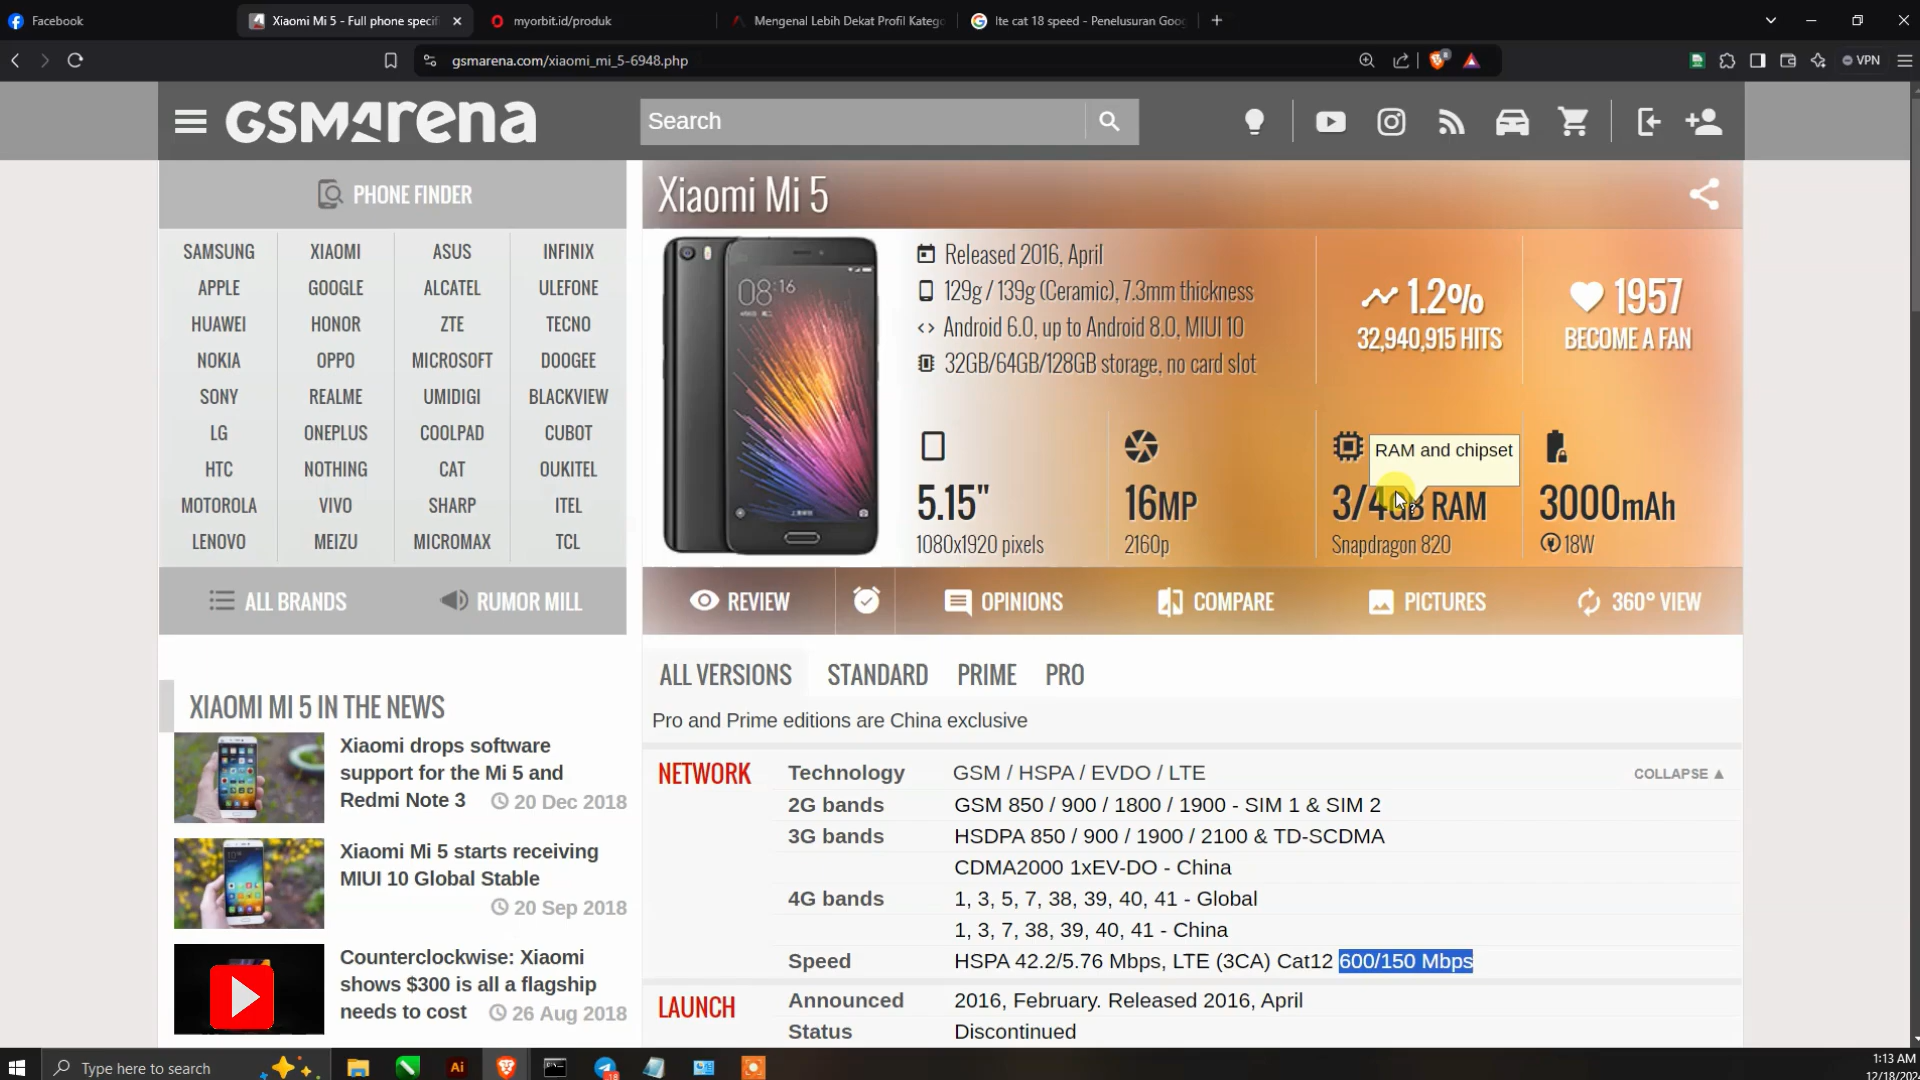 Facebook
Xiaomi Mi 5 - Full phone specifi
myorbit.id/produk
Mengenal Lebih Dekat Profil Katego
lte cat 18 speed - Penelusuran Goo
gsmarena.com/xiaomi_mi_5-6948.php
VPN
GSMArena
Search
PHONE FINDER
SAMSUNG XIAOMI ASUS INFINIX
APPLE GOOGLE ALCATEL ULEFONE
HUAWEI HONOR ZTE TECNO
NOKIA OPPO MICROSOFT DOOGEE
SONY REALME UMIDIGI BLACKVIEW
LG ONEPLUS COOLPAD CUBOT
HTC NOTHING CAT OUKITEL
MOTOROLA VIVO SHARP ITEL
LENOVO MEIZU MICROMAX TCL
ALL BRANDS RUMOR MILL
Xiaomi Mi 5
08:16
Released 2016, April
129g / 139g (Ceramic), 7.3mm thickness
Android 6.0, up to Android 8.0, MIUI 10
32GB/64GB/128GB storage, no card slot
1.2%
32,940,915 HITS
1957
BECOME A FAN
5.15"
1080x1920 pixels
16MP
2160p
RAM and chipset
3/4GB RAM
Snapdragon 820
3000mAh
18W
REVIEW OPINIONS COMPARE PICTURES 360° VIEW
ALL VERSIONS STANDARD PRIME PRO
Pro and Prime editions are China exclusive
NETWORK Technology GSM / HSPA / EVDO / LTE COLLAPSE ▲
2G bands GSM 850 / 900 / 1800 / 1900 - SIM 1 & SIM 2
3G bands HSDPA 850 / 900 / 1900 / 2100 & TD-SCDMA
CDMA2000 1xEV-DO - China
4G bands 1, 3, 5, 7, 38, 39, 40, 41 - Global
1, 3, 7, 38, 39, 40, 41 - China
Speed HSPA 42.2/5.76 Mbps, LTE (3CA) Cat12 600/150 Mbps
LAUNCH Announced 2016, February. Released 2016, April
Status Discontinued
XIAOMI MI 5 IN THE NEWS
Xiaomi drops software
support for the Mi 5 and
Redmi Note 3 20 Dec 2018
Xiaomi Mi 5 starts receiving
MIUI 10 Global Stable
20 Sep 2018
Counterclockwise: Xiaomi
shows $300 is all a flagship
needs to cost 26 Aug 2018
Type here to search
Ai
18
1:13 AM
12/18/202